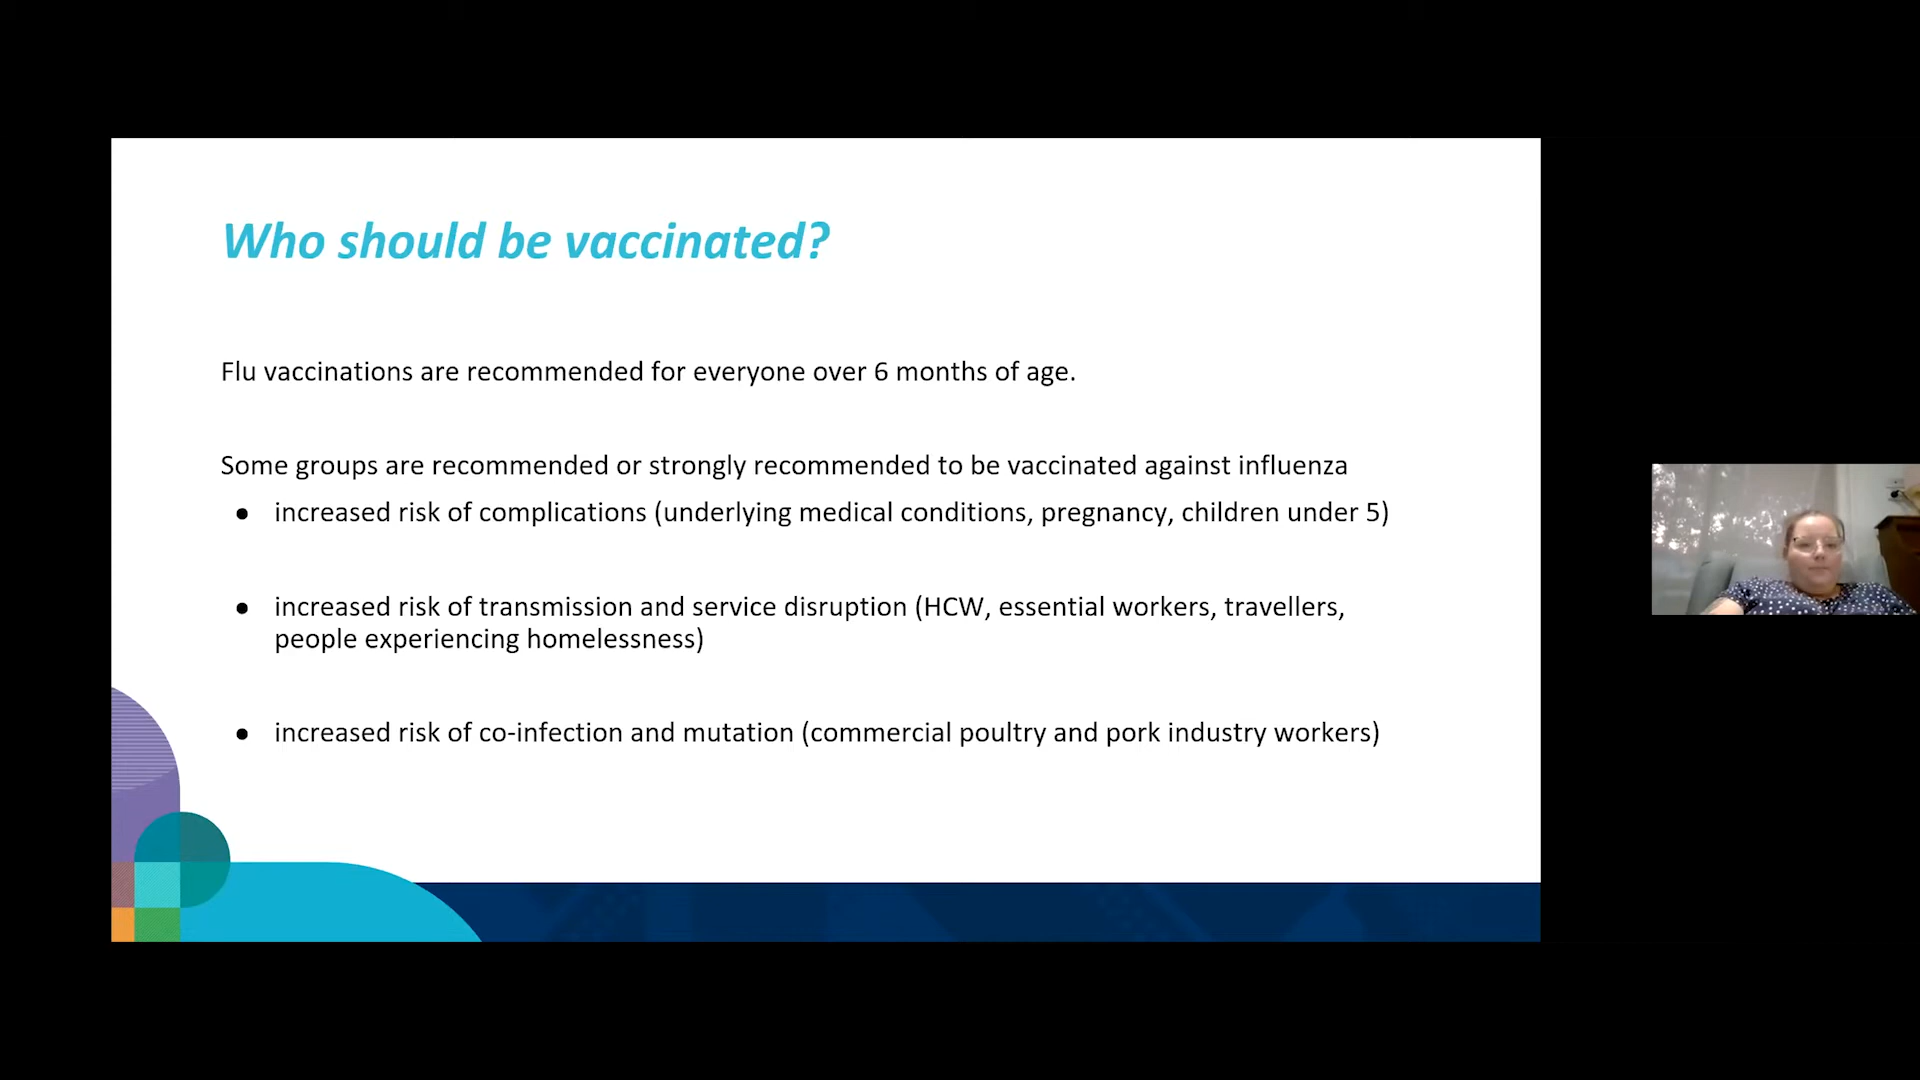 Who should be vaccinated?
Flu vaccinations are recommended for everyone over 6 months of age.
Some groups are recommended or strongly recommended to be vaccinated against influenza
● increased risk of complications (underlying medical conditions, pregnancy, children under 5)
● increased risk of transmission and service disruption (HCW, essential workers, travellers,
people experiencing homelessness)
● increased risk of co-infection and mutation (commercial poultry and pork industry workers)